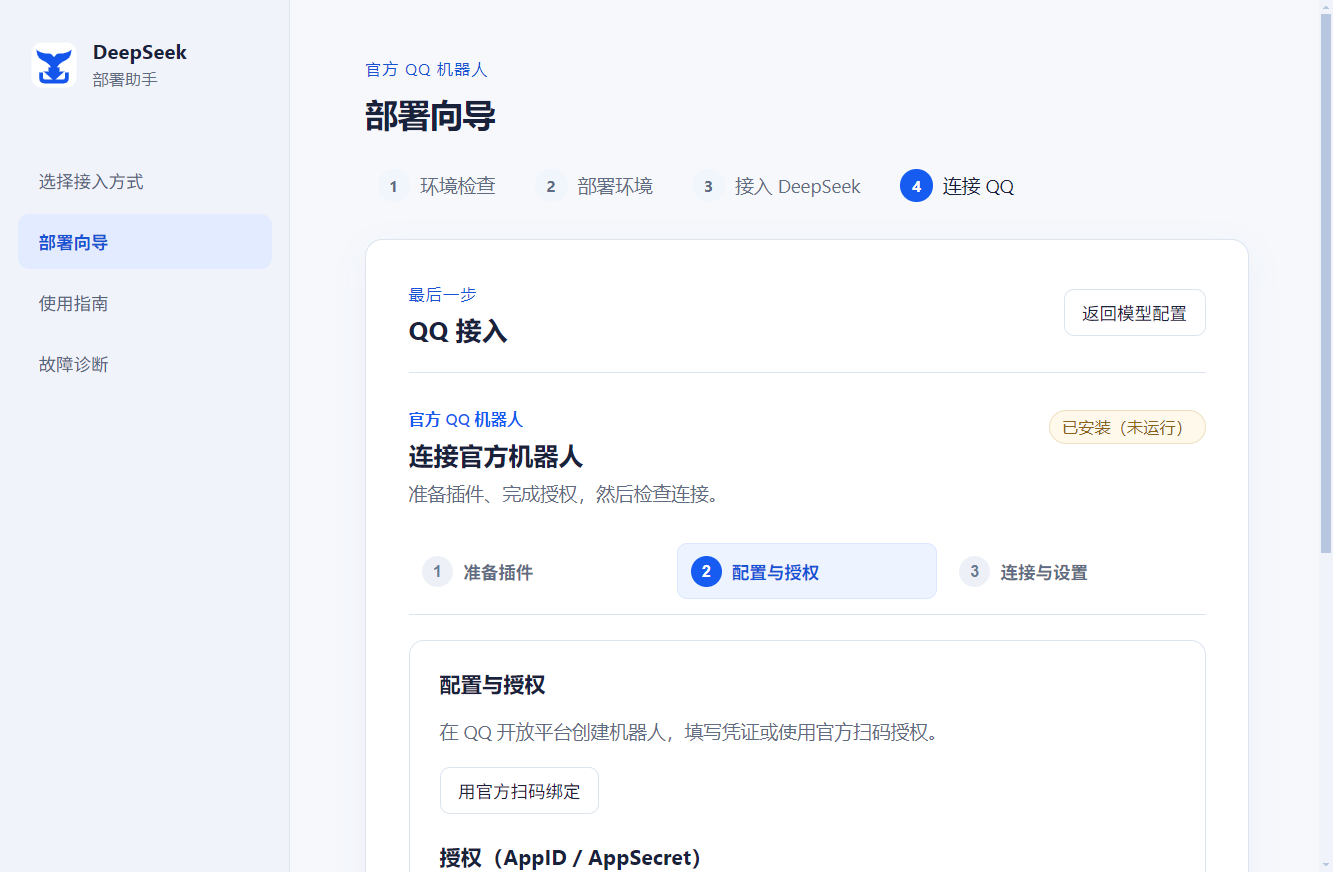 DeepSeek
部署助手
选择接入方式
部署向导
使用指南
故障诊断
官方 QQ 机器人
部署向导
1 环境检查 2 部署环境 3 接入 DeepSeek 4 连接 QQ
最后一步
QQ 接入
返回模型配置
官方 QQ 机器人
已安装（未运行）
连接官方机器人
准备插件、完成授权，然后检查连接。
1 准备插件 2 配置与授权 3 连接与设置
配置与授权
在 QQ 开放平台创建机器人，填写凭证或使用官方扫码授权。
用官方扫码绑定
授权（AppID / AppSecret）